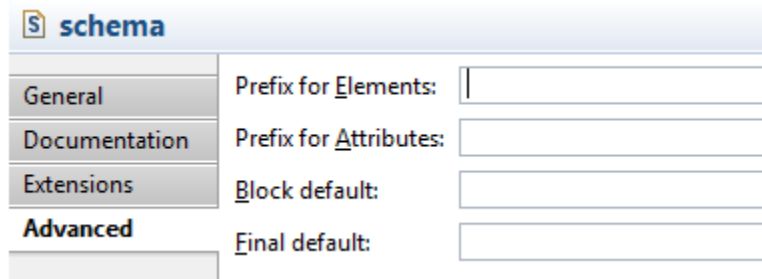 S schema
General
Documentation
Extensions
Advanced
Prefix for Elements:
Prefix for Attributes:
Block default:
Final default: